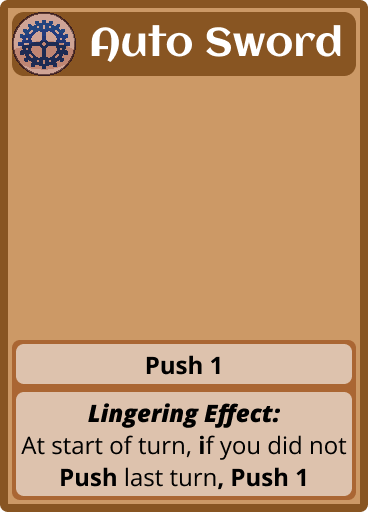 Auto Sword
Push 1
Lingering Effect:
At start of turn, if you did not
Push last turn, Push 1